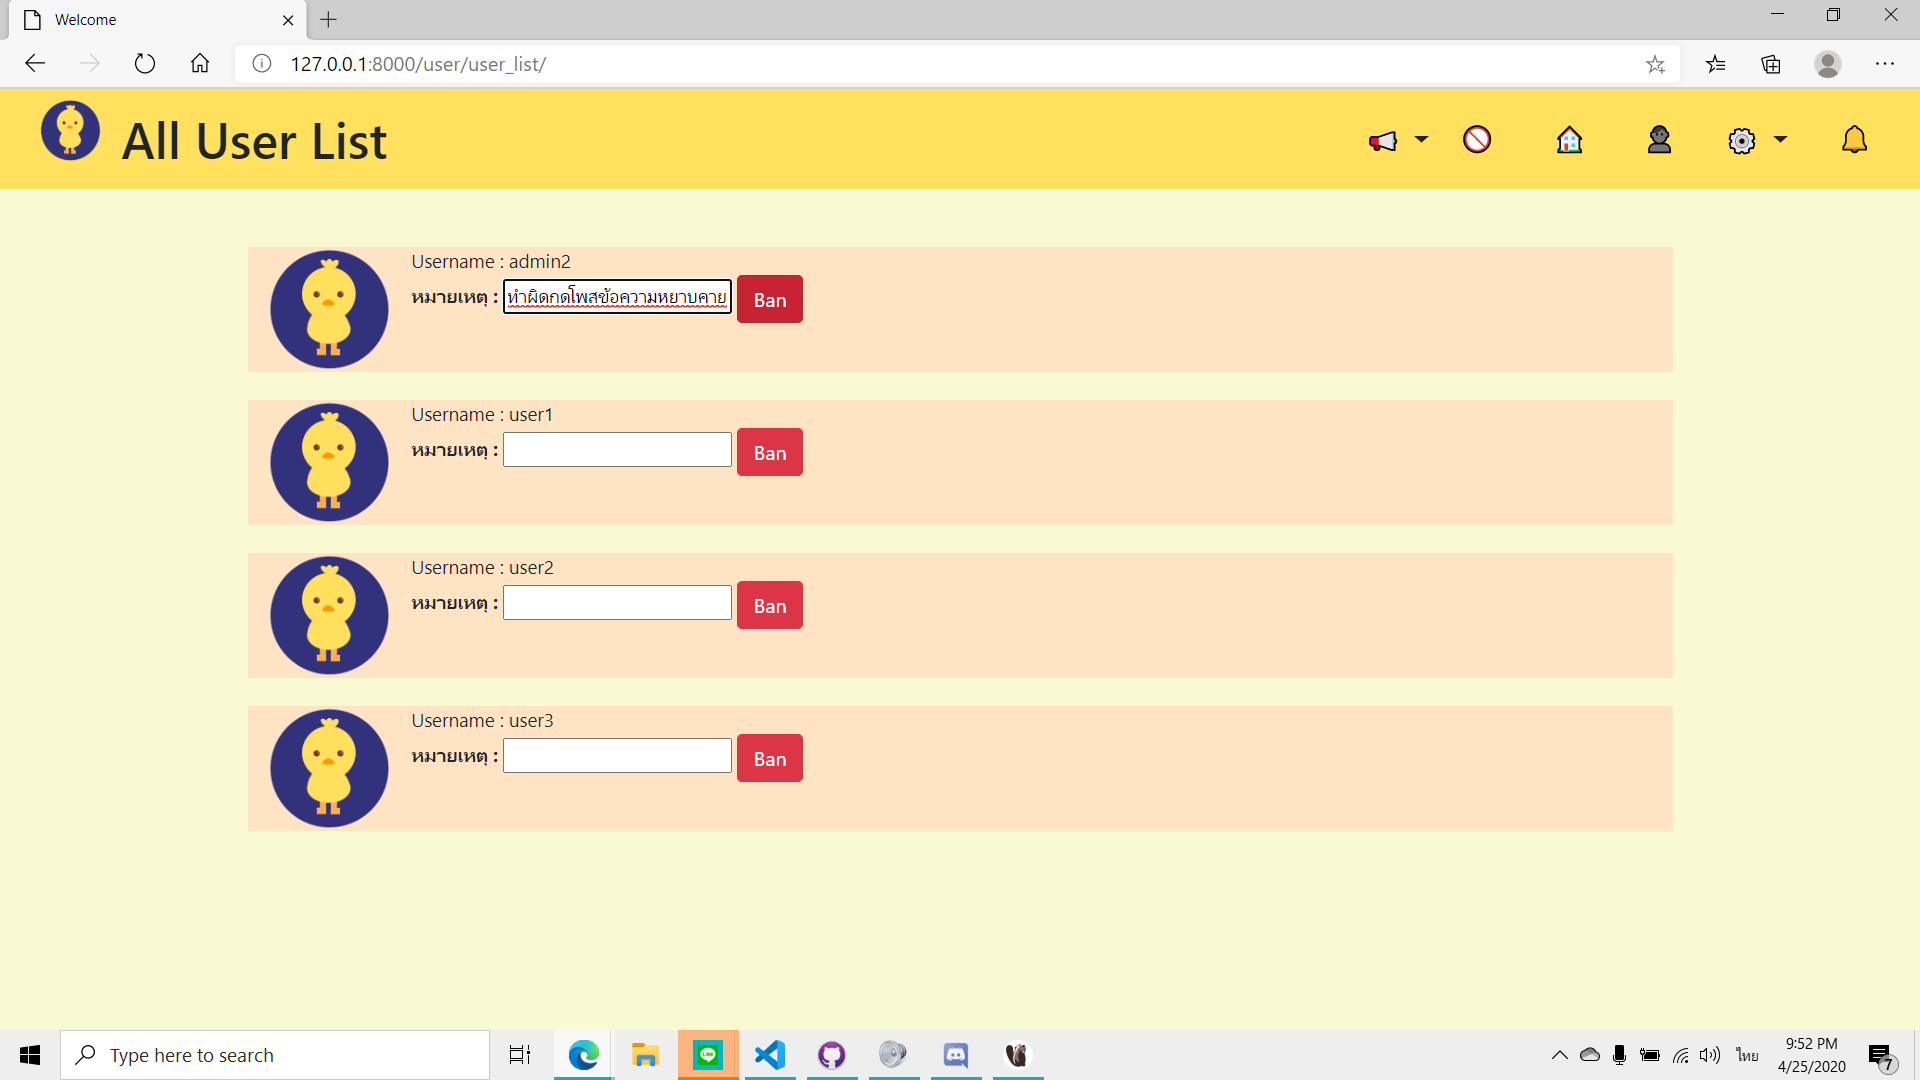 Welcome
127.0.0.1:8000/user/user_list/
All User List
Username : admin2
หมายเหตุ : ทำผิดกดโพสข้อความหยาบคาย Ban
Username : user1
หมายเหตุ : Ban
Username : user2
หมายเหตุ : Ban
Username : user3
หมายเหตุ : Ban
Type here to search
LINE
ไทย
9:52 PM
4/25/2020
7